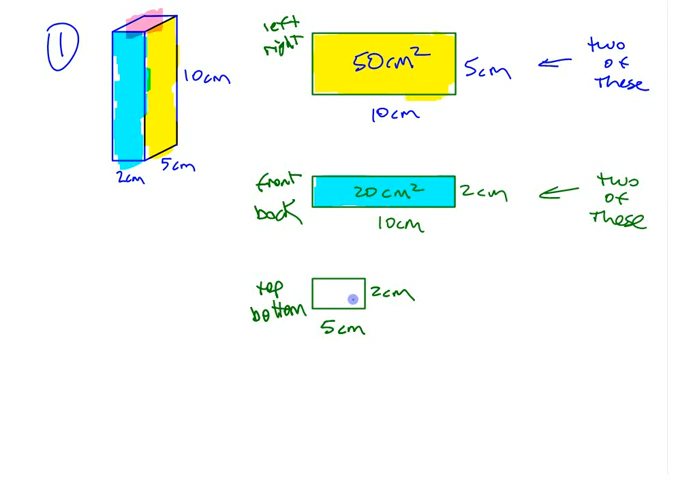 1
10cm
5cm
2cm
left
right
50cm²
5cm
10cm
two
of
these
front
back
20cm²
2cm
10cm
two
of
these
top
bottom
2cm
5cm